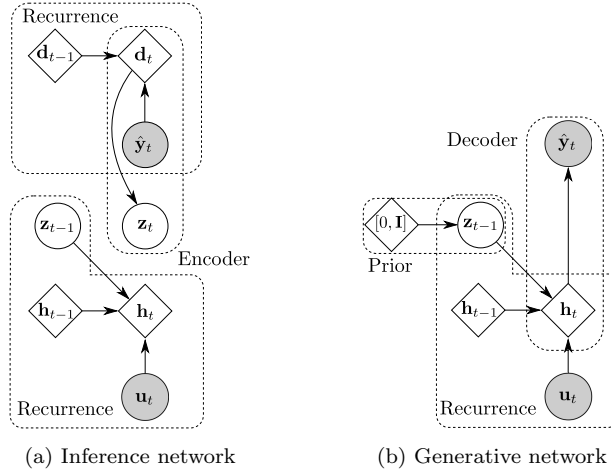 Recurrence
d_{t−1}
d_t
ŷ_t
z_{t−1}
z_t
Encoder
h_{t−1}
h_t
u_t
Recurrence
(a) Inference network
Decoder
ŷ_t
[0, I]
z_{t−1}
Prior
h_{t−1}
h_t
u_t
Recurrence
(b) Generative network